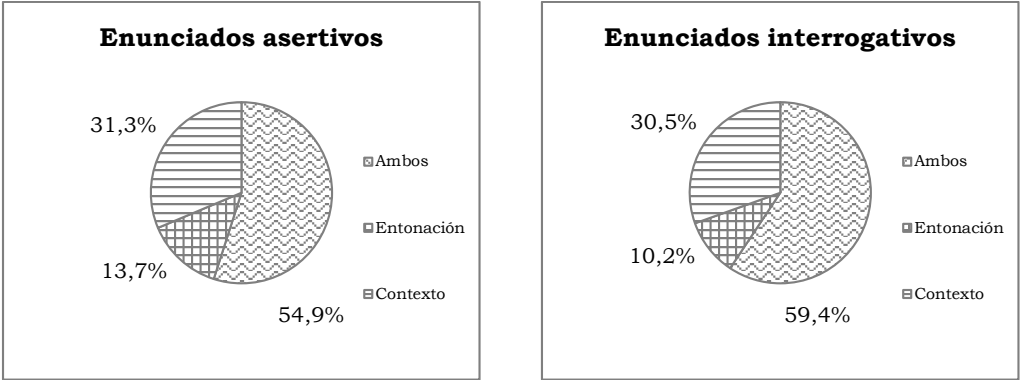 Enunciados asertivos
31,3%
Ambos
Entonación
13,7%
Contexto
54,9%
Enunciados interrogativos
30,5%
Ambos
Entonación
10,2%
Contexto
59,4%